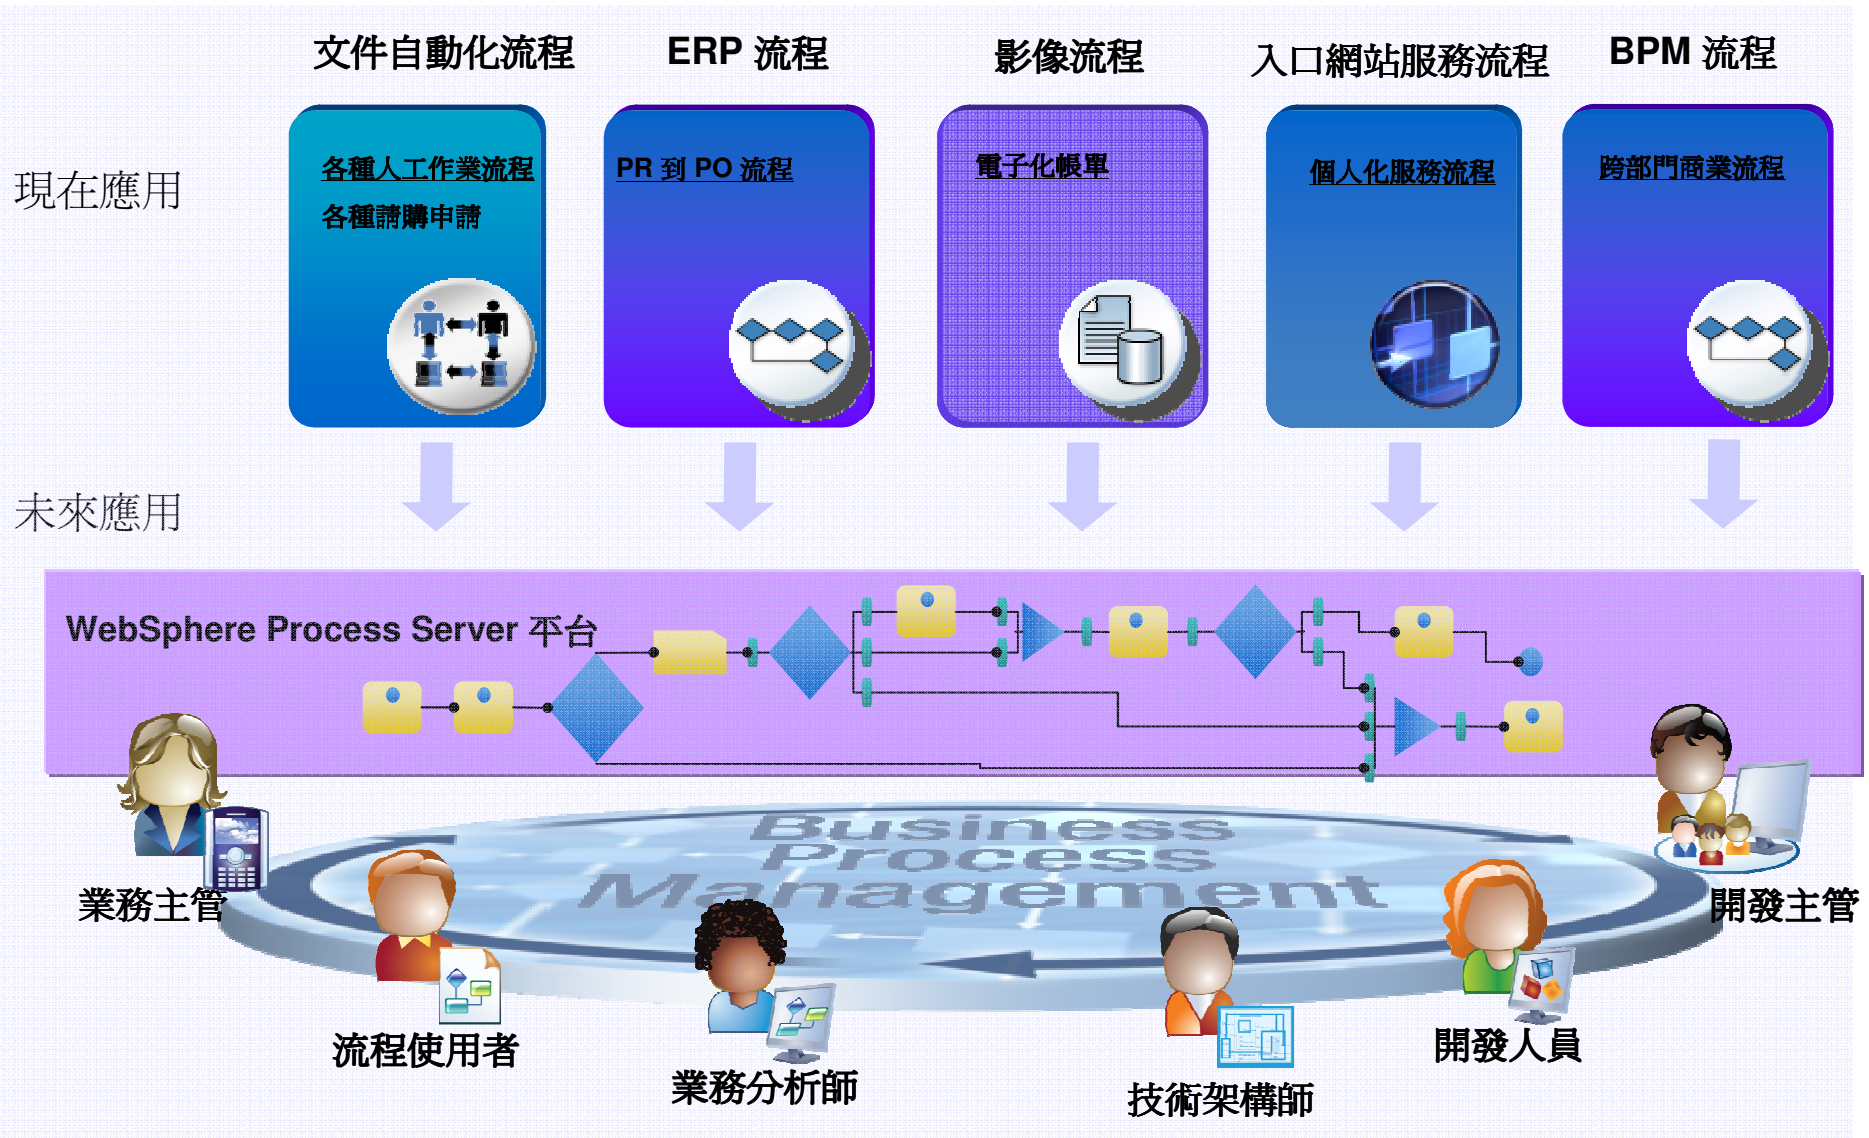 文件自動化流程
ERP 流程
影像流程
入口網站服務流程
BPM 流程
現在應用
各種人工作業流程
各種請購申請
PR 到 PO 流程
電子化帳單
個人化服務流程
跨部門商業流程
未來應用
WebSphere Process Server 平台
Business
Process
Management
業務主管
流程使用者
業務分析師
技術架構師
開發人員
開發主管